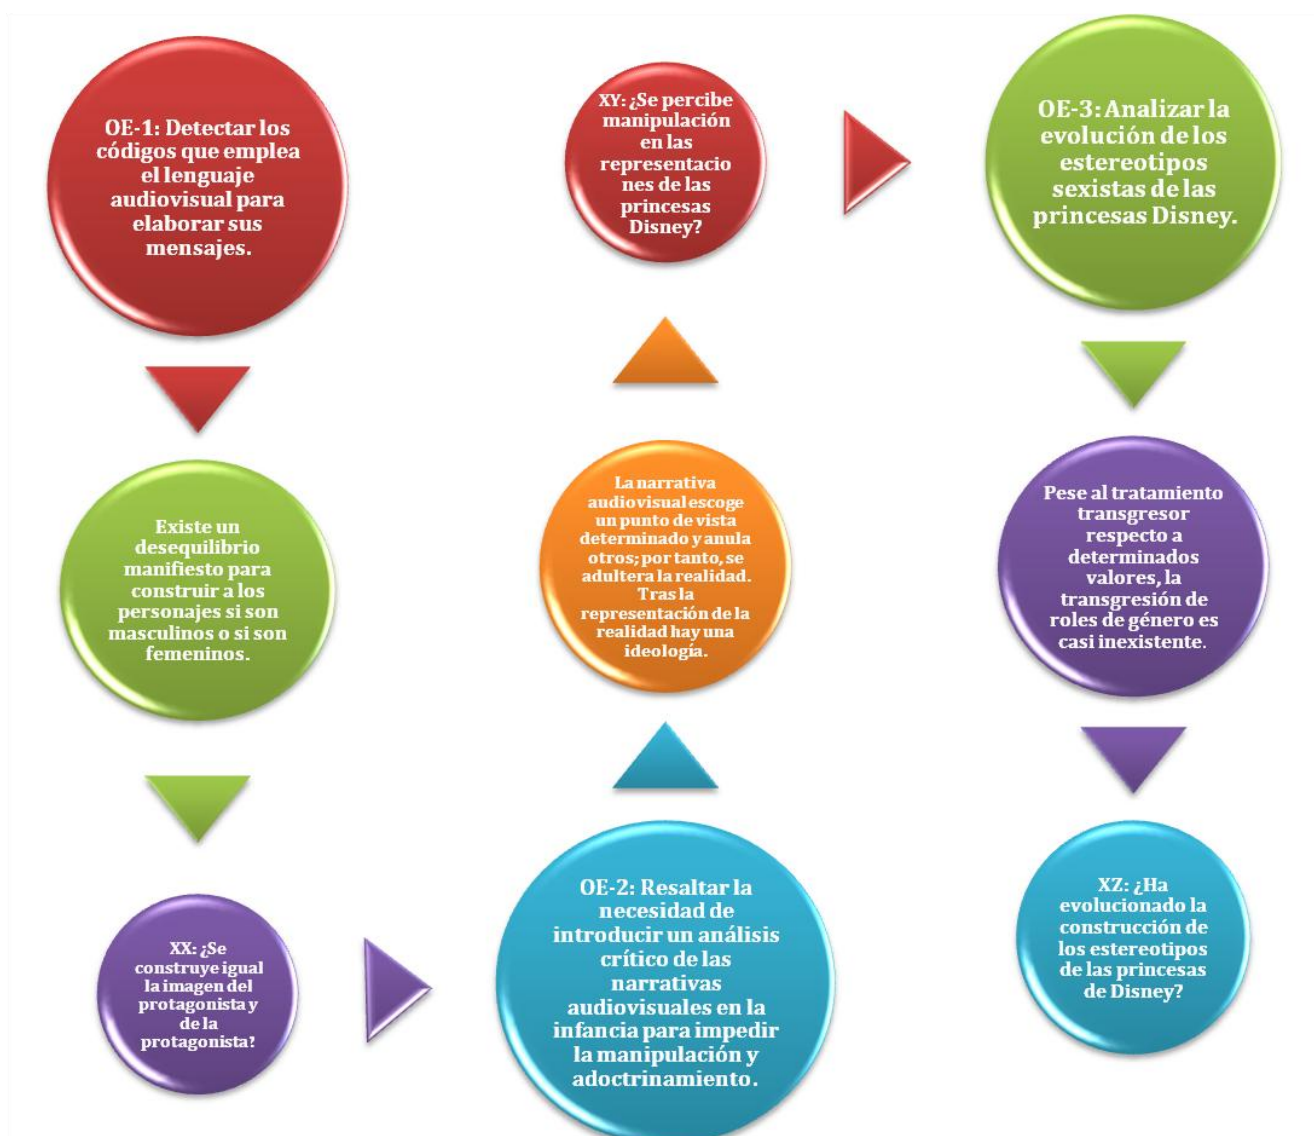 OE-1: Detectar los
códigos que emplea
el lenguaje
audiovisual para
elaborar sus
mensajes.
Existe un
desequilibrio
manifiesto para
construir a los
personajes si son
masculinos o si son
femeninos.
XX: ¿Se
construye igual
la imagen del
protagonista y
de la
protagonista?
OE-2: Resaltar la
necesidad de
introducir un análisis
crítico de las
narrativas
audiovisuales en la
infancia para impedir
la manipulación y
adoctrinamiento.
La narrativa
audiovisual escoge
un punto de vista
determinado y anula
otros; por tanto, se
adultera la realidad.
Tras la
representación de la
realidad hay una
ideología.
XY: ¿Se percibe
manipulación
en las
representacio
nes de las
princesas
Disney?
OE-3: Analizar la
evolución de los
estereotipos
sexistas de las
princesas Disney.
Pese al tratamiento
transgresor
respecto a
determinados
valores, la
transgresión de
roles de género es
casi inexistente.
XZ: ¿Ha
evolucionado la
construcción de
los estereotipos
de las princesas
de Disney?